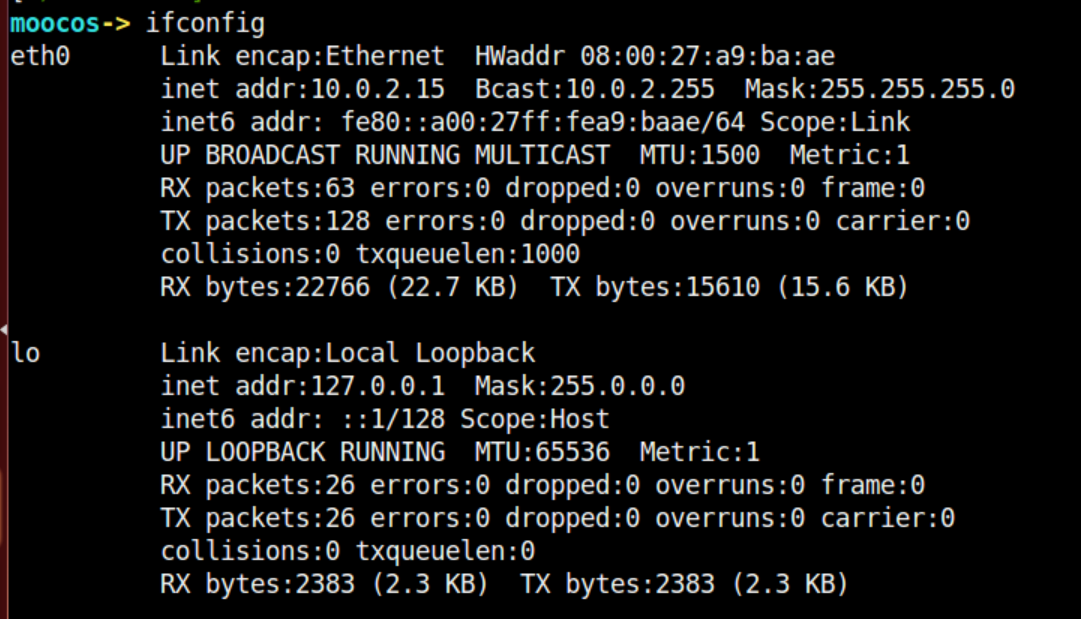 moocos-> ifconfig
eth0      Link encap:Ethernet  HWaddr 08:00:27:a9:ba:ae
          inet addr:10.0.2.15  Bcast:10.0.2.255  Mask:255.255.255.0
          inet6 addr: fe80::a00:27ff:fea9:baae/64 Scope:Link
          UP BROADCAST RUNNING MULTICAST  MTU:1500  Metric:1
          RX packets:63 errors:0 dropped:0 overruns:0 frame:0
          TX packets:128 errors:0 dropped:0 overruns:0 carrier:0
          collisions:0 txqueuelen:1000
          RX bytes:22766 (22.7 KB)  TX bytes:15610 (15.6 KB)

lo        Link encap:Local Loopback
          inet addr:127.0.0.1  Mask:255.0.0.0
          inet6 addr: ::1/128 Scope:Host
          UP LOOPBACK RUNNING  MTU:65536  Metric:1
          RX packets:26 errors:0 dropped:0 overruns:0 frame:0
          TX packets:26 errors:0 dropped:0 overruns:0 carrier:0
          collisions:0 txqueuelen:0
          RX bytes:2383 (2.3 KB)  TX bytes:2383 (2.3 KB)